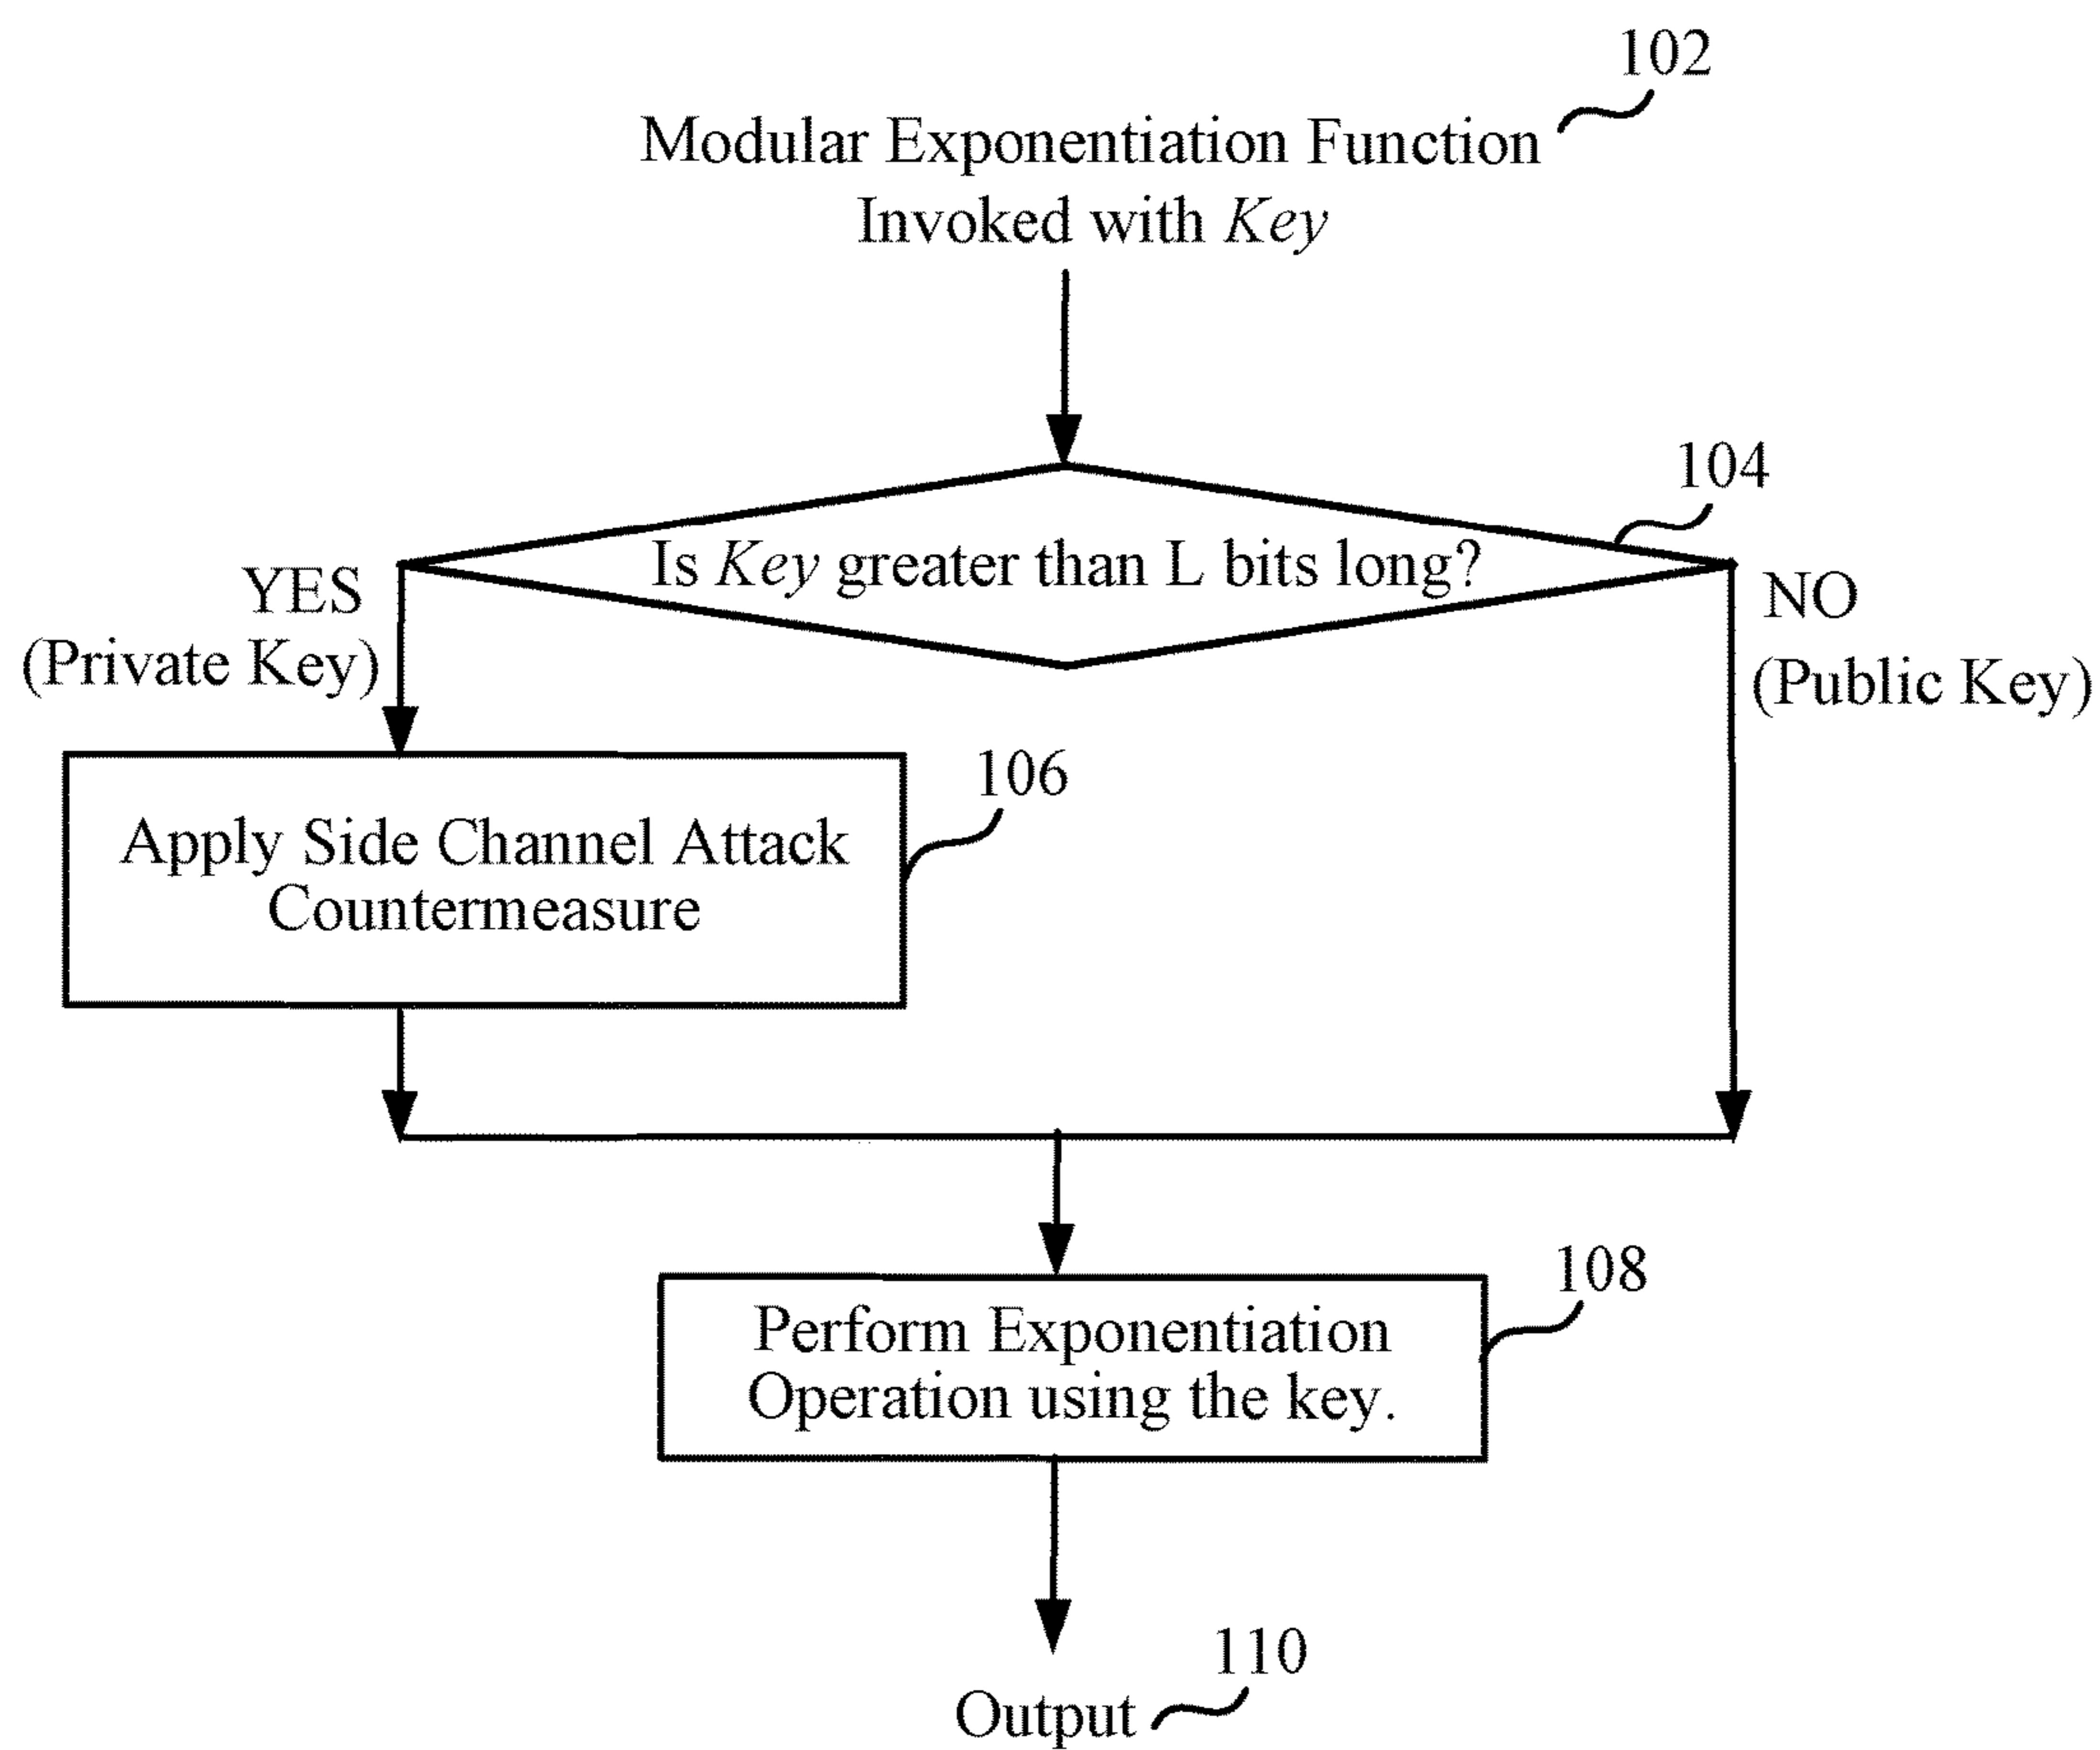 102
Modular Exponentiation Function
Invoked with Key
104
Is Key greater than L bits long?
YES
(Private Key)
NO
(Public Key)
106
Apply Side Channel Attack
Countermeasure
108
Perform Exponentiation
Operation using the key.
110
Output